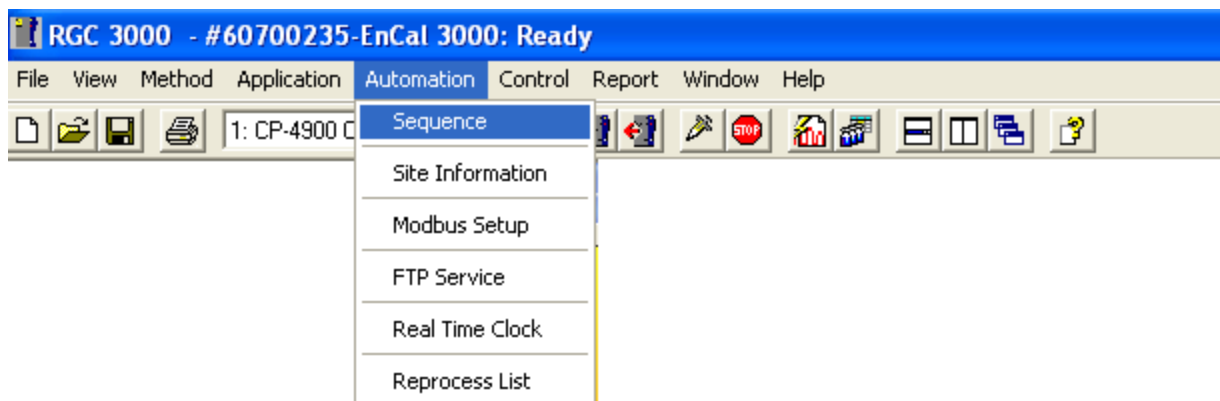 RGC 3000 - #60700235-EnCal 3000: Ready
File View Method Application Automation Control Report Window Help
1: CP-4900 C
STOP
Sequence
Site Information
Modbus Setup
FTP Service
Real Time Clock
Reprocess List